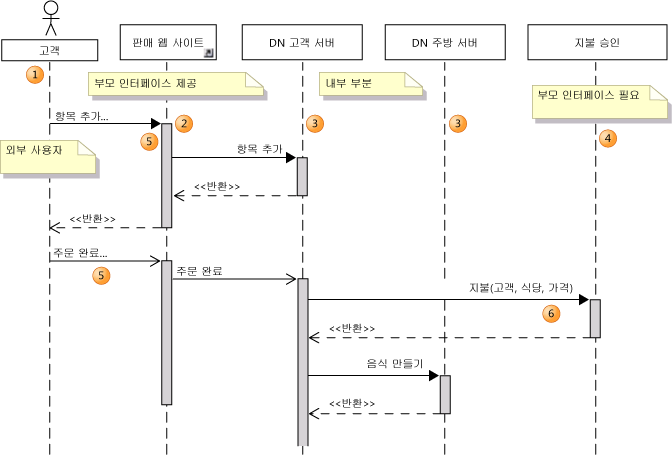 고객
판매 웹 사이트
DN 고객 서버
DN 주방 서버
지불 승인
1
부모 인터페이스 제공
내부 부분
부모 인터페이스 필요
항목 추가...
2
3
3
4
5
외부 사용자
항목 추가
<<반환>>
<<반환>>
주문 완료...
5
주문 완료
지불(고객, 식당, 가격)
6
<<반환>>
음식 만들기
<<반환>>